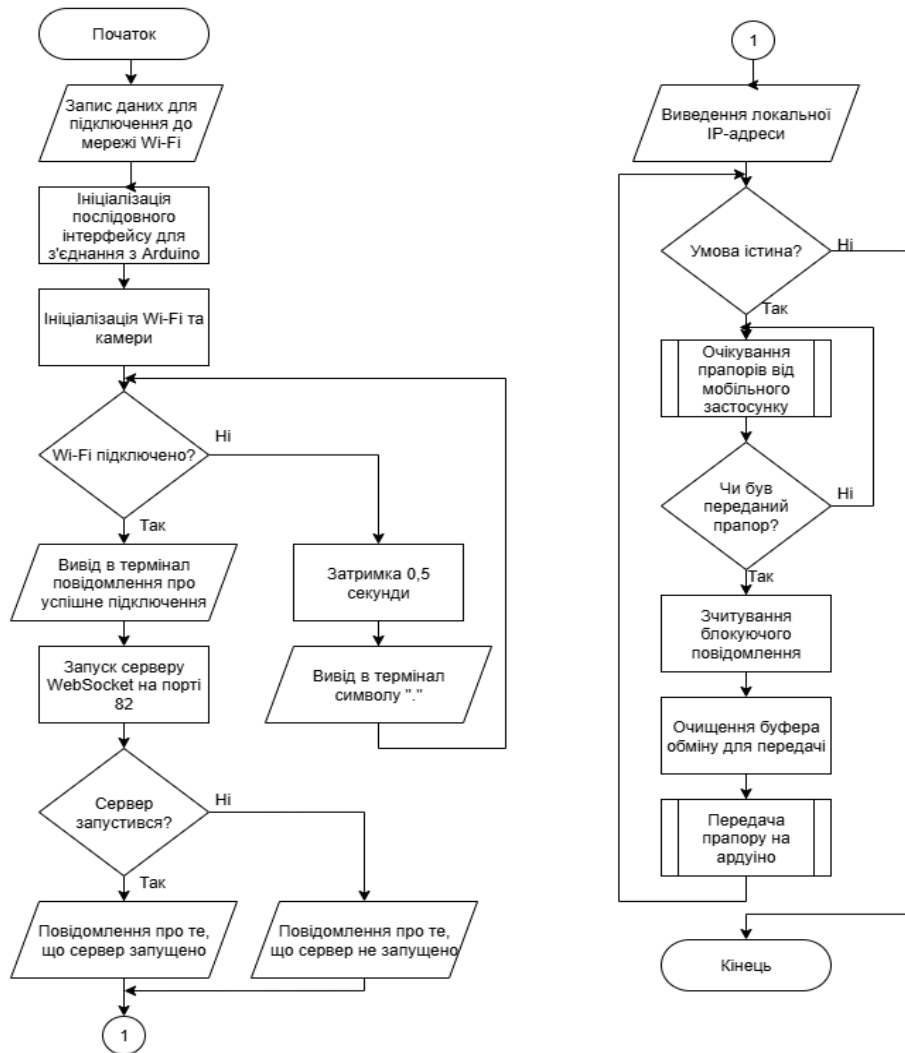 Початок
Запис даних для
підключення до
мережі Wi-Fi
Ініціалізація
послідовного
інтерфейсу для
з'єднання з Arduino
Ініціалізація Wi-Fi та
камери
Wi-Fi підключено?
Ні
Так
Вивід в термінал
повідомлення про
успішне підключення
Затримка 0,5
секунди
Вивід в термінал
символу "."
Запуск серверу
WebSocket на порті
82
Сервер
запустився?
Ні
Так
Повідомлення про те,
що сервер запущено
Повідомлення про те,
що сервер не запущено
1
1
Виведення локальної
IP-адреси
Умова істина?
Ні
Так
Очікування
прапорів від
мобільного
застосунку
Чи був
переданий
прапор?
Ні
Так
Зчитування
блокуючого
повідомлення
Очищення буфера
обміну для передачі
Передача
прапору на
ардуіно
Кінець